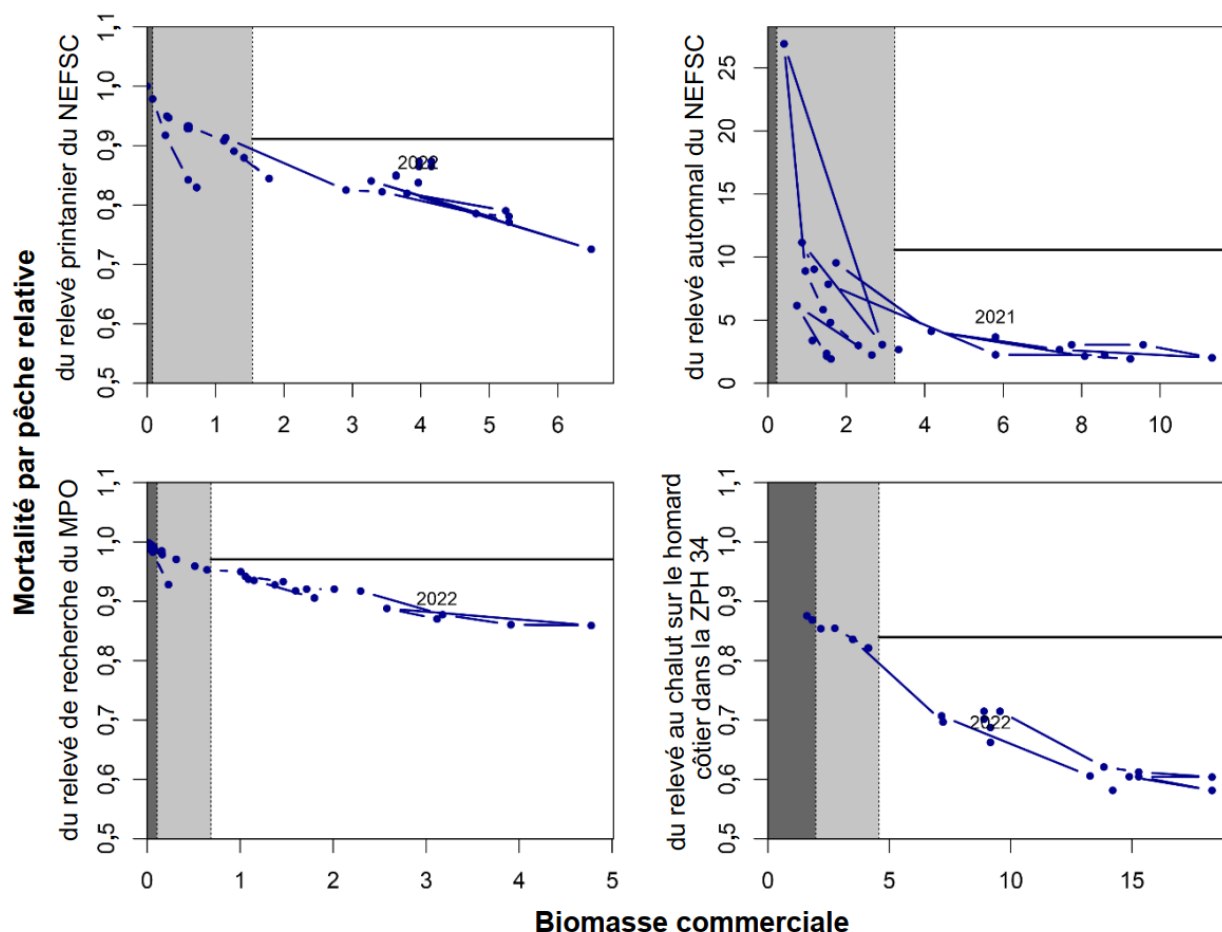 Mortalité par pêche relative
du relevé printanier du NEFSC
0,5 0,6 0,7 0,8 0,9 1,0 1,1
2022
0 1 2 3 4 5 6
du relevé automnal du NEFSC
0 5 10 15 20 25
2021
0 2 4 6 8 10
du relevé de recherche du MPO
0,5 0,6 0,7 0,8 0,9 1,0 1,1
2022
0 1 2 3 4 5
du relevé au chalut sur le homard
côtier dans la ZPH 34
0,5 0,6 0,7 0,8 0,9 1,0 1,1
2022
0 5 10 15
Biomasse commerciale